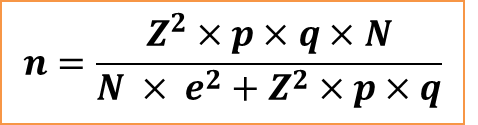 n = Z² × p × q × N
N × e² + Z² × p × q